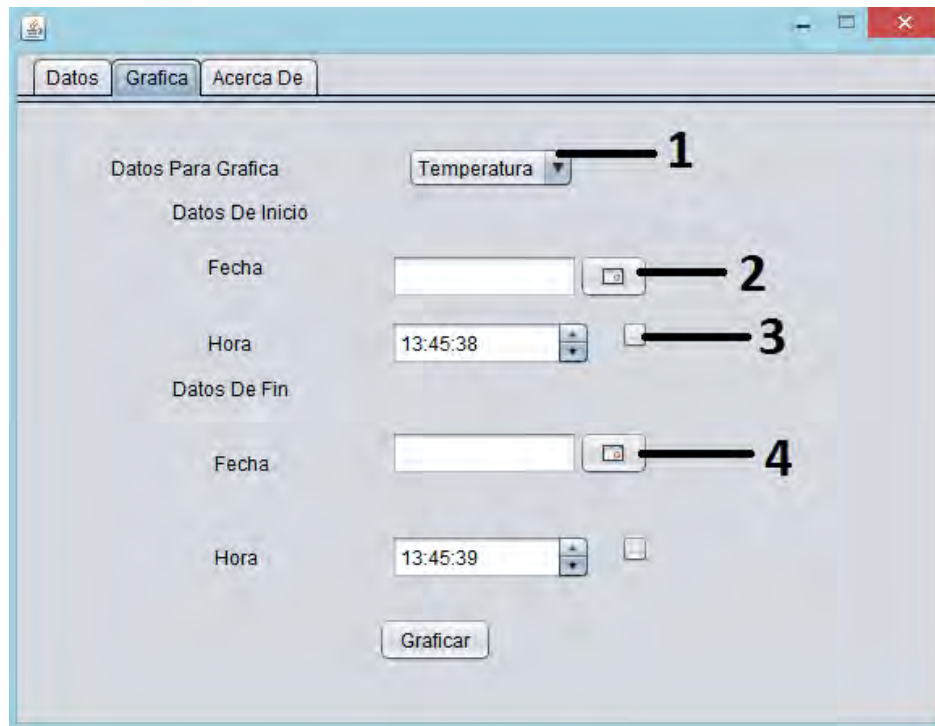 Datos Grafica Acerca De
Datos Para Grafica Temperatura 1
Datos De Inicio
Fecha 2
Hora 13:45:38 3
Datos De Fin
Fecha 4
Hora 13:45:39
Graficar